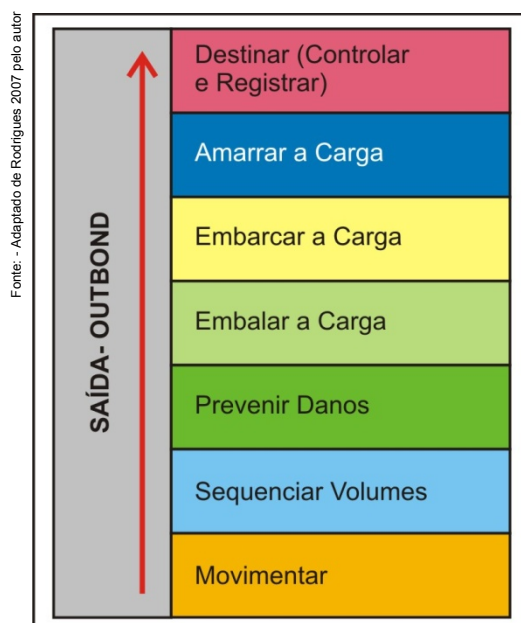 Fonte: - Adaptado de Rodrigues 2007 pelo autor
SAÍDA- OUTBOND
Destinar (Controlar
e Registrar)
Amarrar a Carga
Embarcar a Carga
Embalar a Carga
Prevenir Danos
Sequenciar Volumes
Movimentar